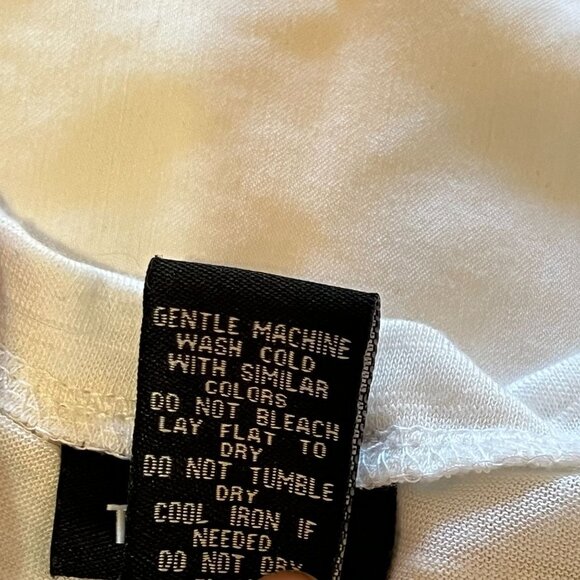 GENTLE MACHINE
WASH COLD
WITH SIMILAR
COLORS
DO NOT BLEACH
LAY FLAT TO
DRY
DO NOT TUMBLE
DRY
COOL IRON IF
NEEDED
DO NOT DRY
T